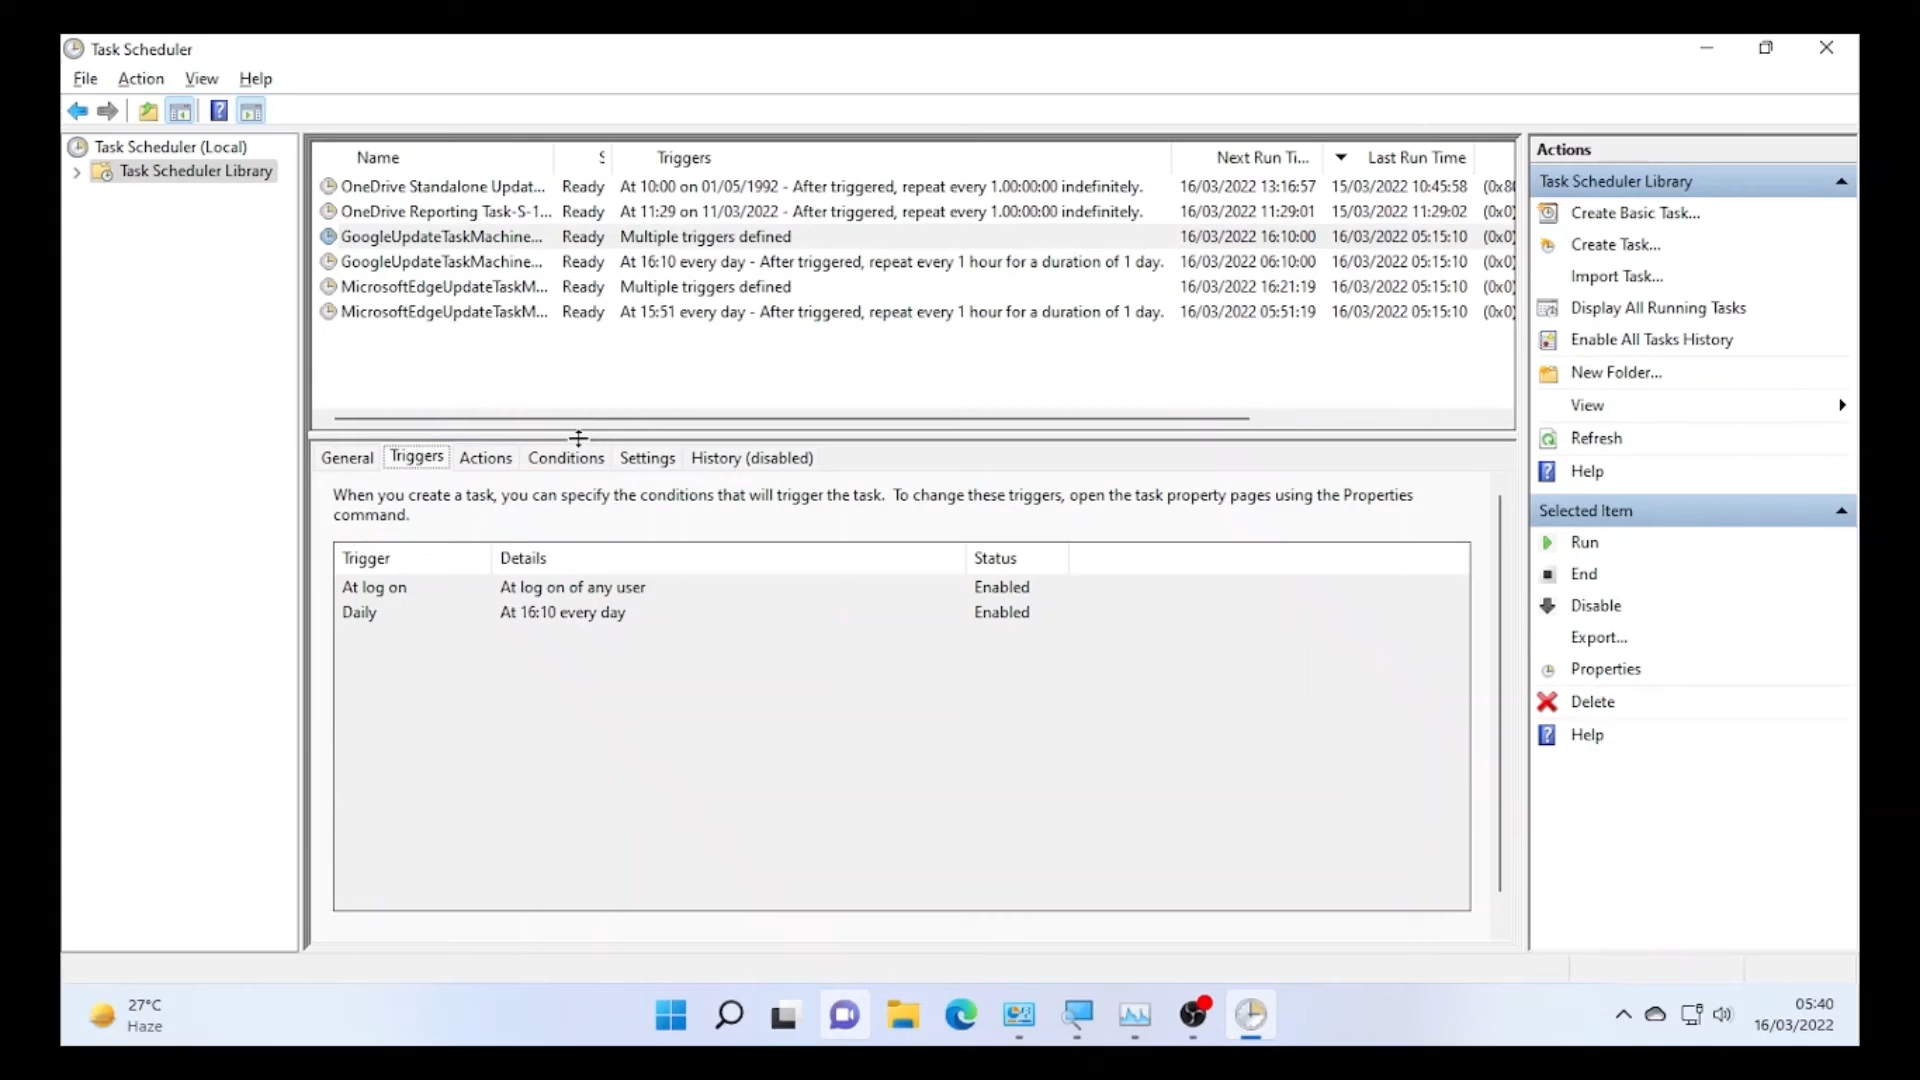 Task Scheduler
File Action View Help
Task Scheduler (Local)
Task Scheduler Library
Name Triggers Next Run Ti... Last Run Time
OneDrive Standalone Updat... Ready At 10:00 on 01/05/1992 - After triggered, repeat every 1.00:00:00 indefinitely. 16/03/2022 13:16:57 15/03/2022 10:45:58
OneDrive Reporting Task-S-1... Ready At 11:29 on 11/03/2022 - After triggered, repeat every 1.00:00:00 indefinitely. 16/03/2022 11:29:01 15/03/2022 11:29:02 (0x0)
GoogleUpdateTaskMachine... Ready Multiple triggers defined 16/03/2022 16:10:00 16/03/2022 05:15:10 (0x0)
GoogleUpdateTaskMachine... Ready At 16:10 every day - After triggered, repeat every 1 hour for a duration of 1 day. 16/03/2022 06:10:00 16/03/2022 05:15:10 (0x0)
MicrosoftEdgeUpdateTaskM... Ready Multiple triggers defined 16/03/2022 16:21:19 16/03/2022 05:15:10 (0x0)
MicrosoftEdgeUpdateTaskM... Ready At 15:51 every day - After triggered, repeat every 1 hour for a duration of 1 day. 16/03/2022 05:51:19 16/03/2022 05:15:10 (0x0)
General Triggers Actions Conditions Settings History (disabled)
When you create a task, you can specify the conditions that will trigger the task. To change these triggers, open the task property pages using the Properties
command.
Trigger Details Status
At log on At log on of any user Enabled
Daily At 16:10 every day Enabled
Actions
Task Scheduler Library
Create Basic Task...
Create Task...
Import Task...
Display All Running Tasks
Enable All Tasks History
New Folder...
View
Refresh
Help
Selected Item
Run
End
Disable
Export...
Properties
Delete
Help
27°C
Haze
05:40
16/03/2022